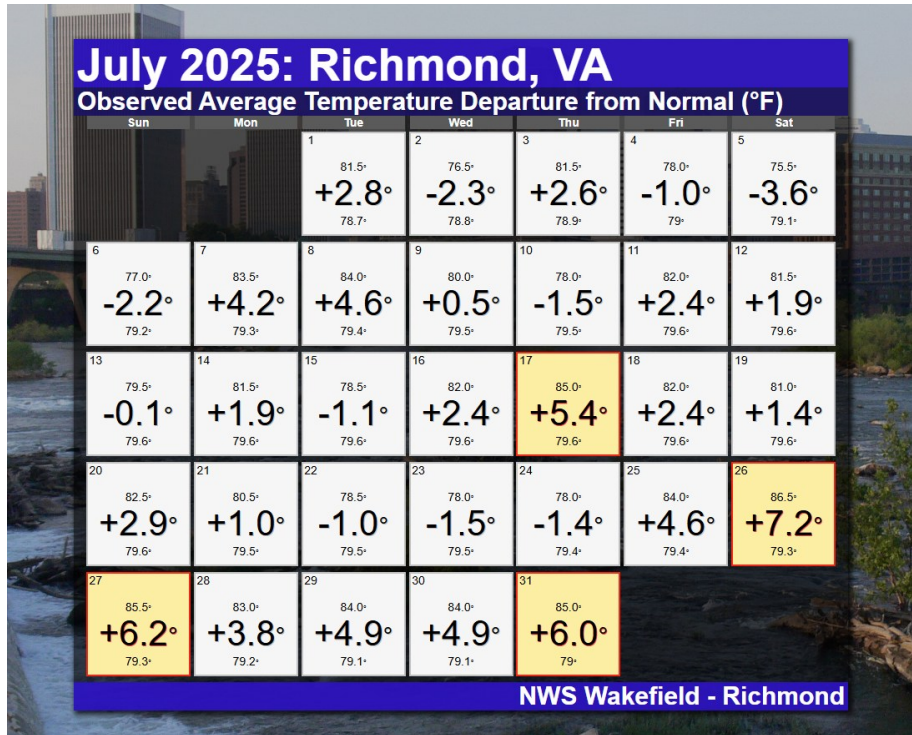 July 2025: Richmond, VA
Observed Average Temperature Departure from Normal (°F)
Sun Mon Tue Wed Thu Fri Sat
1 2 3 4 5
81.5° 76.5° 81.5° 78.0° 75.5°
+2.8° -2.3° +2.6° -1.0° -3.6°
78.7° 78.8° 78.9° 79° 79.1°
6 7 8 9 10 11 12
77.0° 83.5° 84.0° 80.0° 78.0° 82.0° 81.5°
-2.2° +4.2° +4.6° +0.5° -1.5° +2.4° +1.9°
79.2° 79.3° 79.4° 79.5° 79.5° 79.6° 79.6°
13 14 15 16 17 18 19
79.5° 81.5° 78.5° 82.0° 85.0° 82.0° 81.0°
-0.1° +1.9° -1.1° +2.4° +5.4° +2.4° +1.4°
79.6° 79.6° 79.6° 79.6° 79.6° 79.6° 79.6°
20 21 22 23 24 25 26
82.5° 80.5° 78.5° 78.0° 78.0° 84.0° 86.5°
+2.9° +1.0° -1.0° -1.5° -1.4° +4.6° +7.2°
79.6° 79.5° 79.5° 79.5° 79.4° 79.4° 79.3°
27 28 29 30 31
85.5° 83.0° 84.0° 84.0° 85.0°
+6.2° +3.8° +4.9° +4.9° +6.0°
79.3° 79.2° 79.1° 79.1° 79°
NWS Wakefield - Richmond